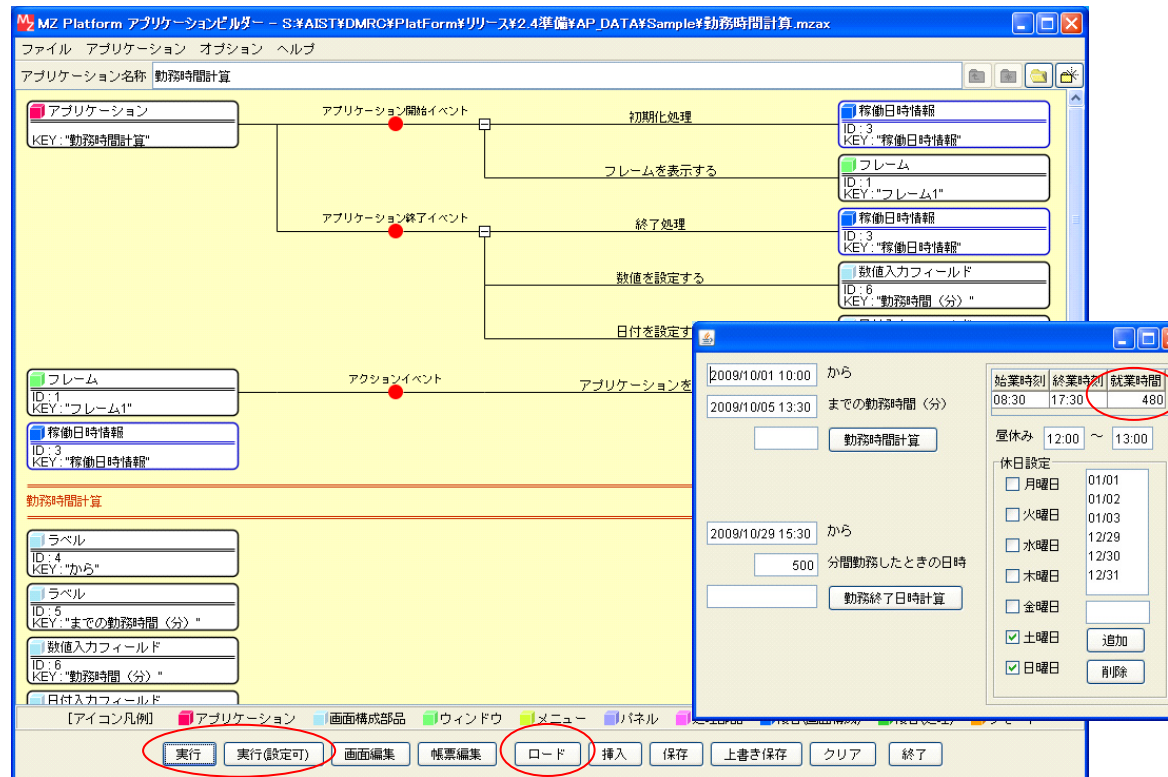 MZ Platform アプリケーションビルダー - S:¥AIST¥DMRC¥PlatForm¥リリース¥2.4準備¥AP_DATA¥Sample¥勤務時間計算.mzax
ファイル アプリケーション オプション ヘルプ
アプリケーション名称 勤務時間計算
アプリケーション
KEY:"勤務時間計算"
アプリケーション開始イベント
初期化処理
稼働日時情報
ID:3
KEY:"稼働日時情報"
フレームを表示する
フレーム
ID:1
KEY:"フレーム1"
アプリケーション終了イベント
終了処理
稼働日時情報
ID:3
KEY:"稼働日時情報"
数値を設定する
数値入力フィールド
ID:6
KEY:"勤務時間（分）"
日付を設定す
フレーム
ID:1
KEY:"フレーム1"
アクションイベント
アプリケーションを
稼働日時情報
ID:3
KEY:"稼働日時情報"
勤務時間計算
ラベル
ID:4
KEY:"から"
ラベル
ID:5
KEY:"までの勤務時間（分）"
数値入力フィールド
ID:6
KEY:"勤務時間（分）"
日付入力フィールド
2009/10/01 10:00 から
2009/10/05 13:30 までの勤務時間（分）
勤務時間計算
2009/10/29 15:30 から
500 分間勤務したときの日時
勤務終了日時計算
始業時刻 終業時刻 就業時間
08:30 17:30 480
昼休み 12:00 ～ 13:00
休日設定
月曜日
火曜日
水曜日
木曜日
金曜日
土曜日
日曜日
01/01
01/02
01/03
12/29
12/30
12/31
追加
削除
[アイコン凡例] アプリケーション 画面構成部品 ウィンドウ メニュー パネル
実行 実行(設定可) 画面編集 帳票編集 ロード 挿入 保存 上書き保存 クリア 終了